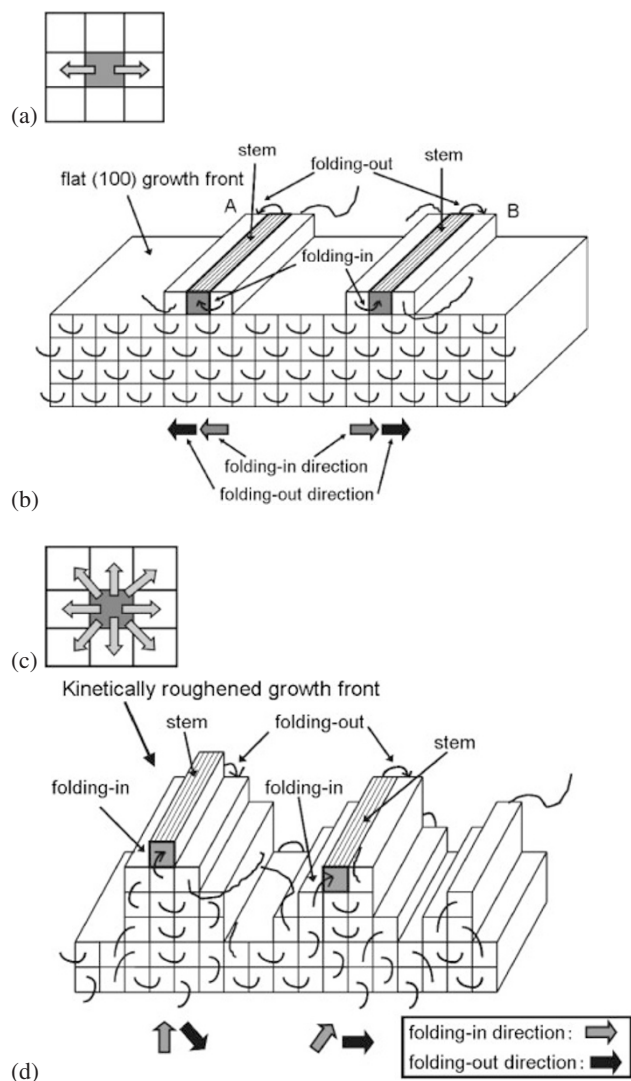 (a)
stem
folding-out
stem
flat (100) growth front
A
B
folding-in
folding-in direction
folding-out direction
(b)
(c)
Kinetically roughened growth front
stem
folding-out
stem
folding-in
folding-in
folding-in direction:
folding-out direction:
(d)